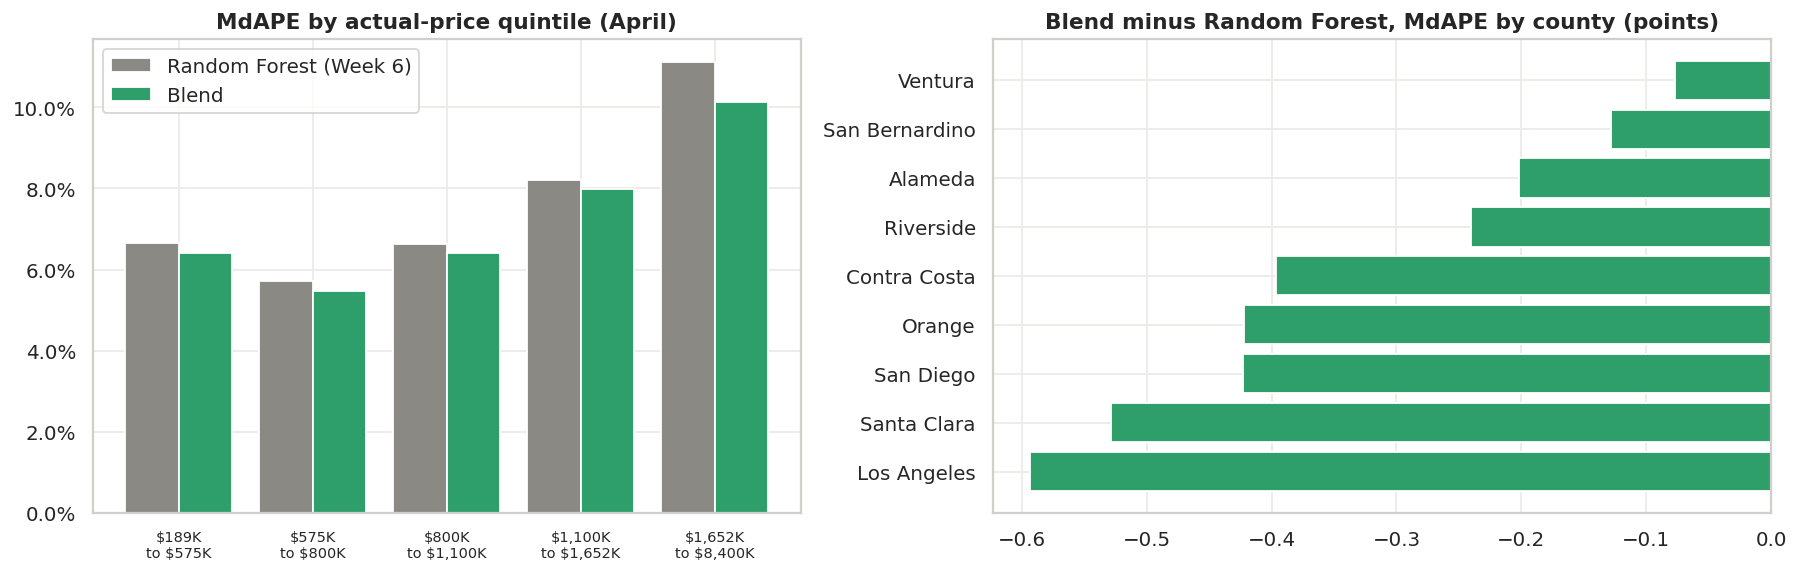 MdAPE by actual-price quintile (April)
Random Forest (Week 6)
Blend
10.0%
8.0%
6.0%
4.0%
2.0%
0.0%
$189K
to $575K
$575K
to $800K
$800K
to $1,100K
$1,100K
to $1,652K
$1,652K
to $8,400K
Blend minus Random Forest, MdAPE by county (points)
Ventura
San Bernardino
Alameda
Riverside
Contra Costa
Orange
San Diego
Santa Clara
Los Angeles
−0.6
−0.5
−0.4
−0.3
−0.2
−0.1
0.0